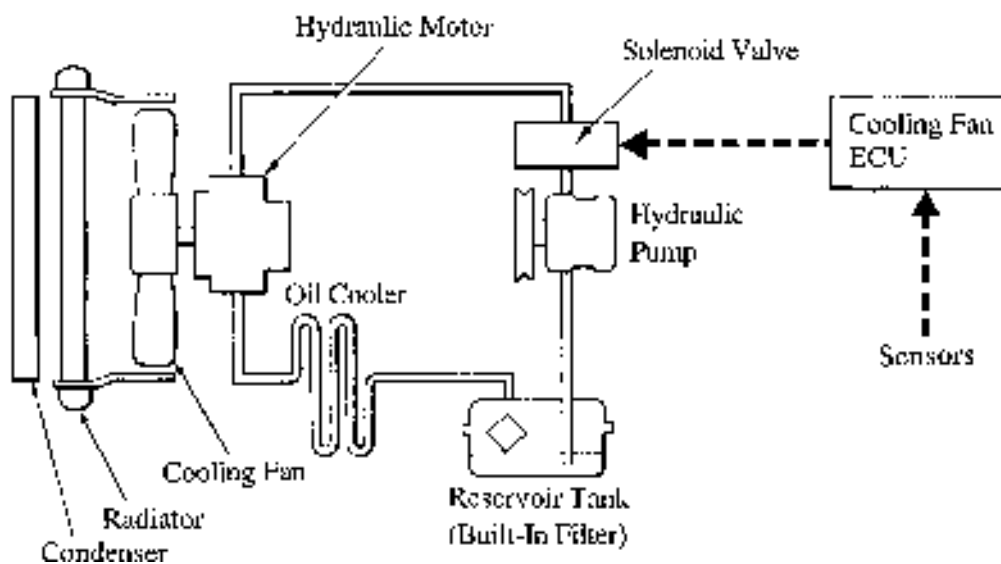 Hydraulic Motor
Solenoid Valve
Cooling Fan
ECU
Hydraulic
Pump
Oil Cooler
Sensors
Cooling Fan
Reservoir Tank
(Built-In Filter)
Radiator
Condenser